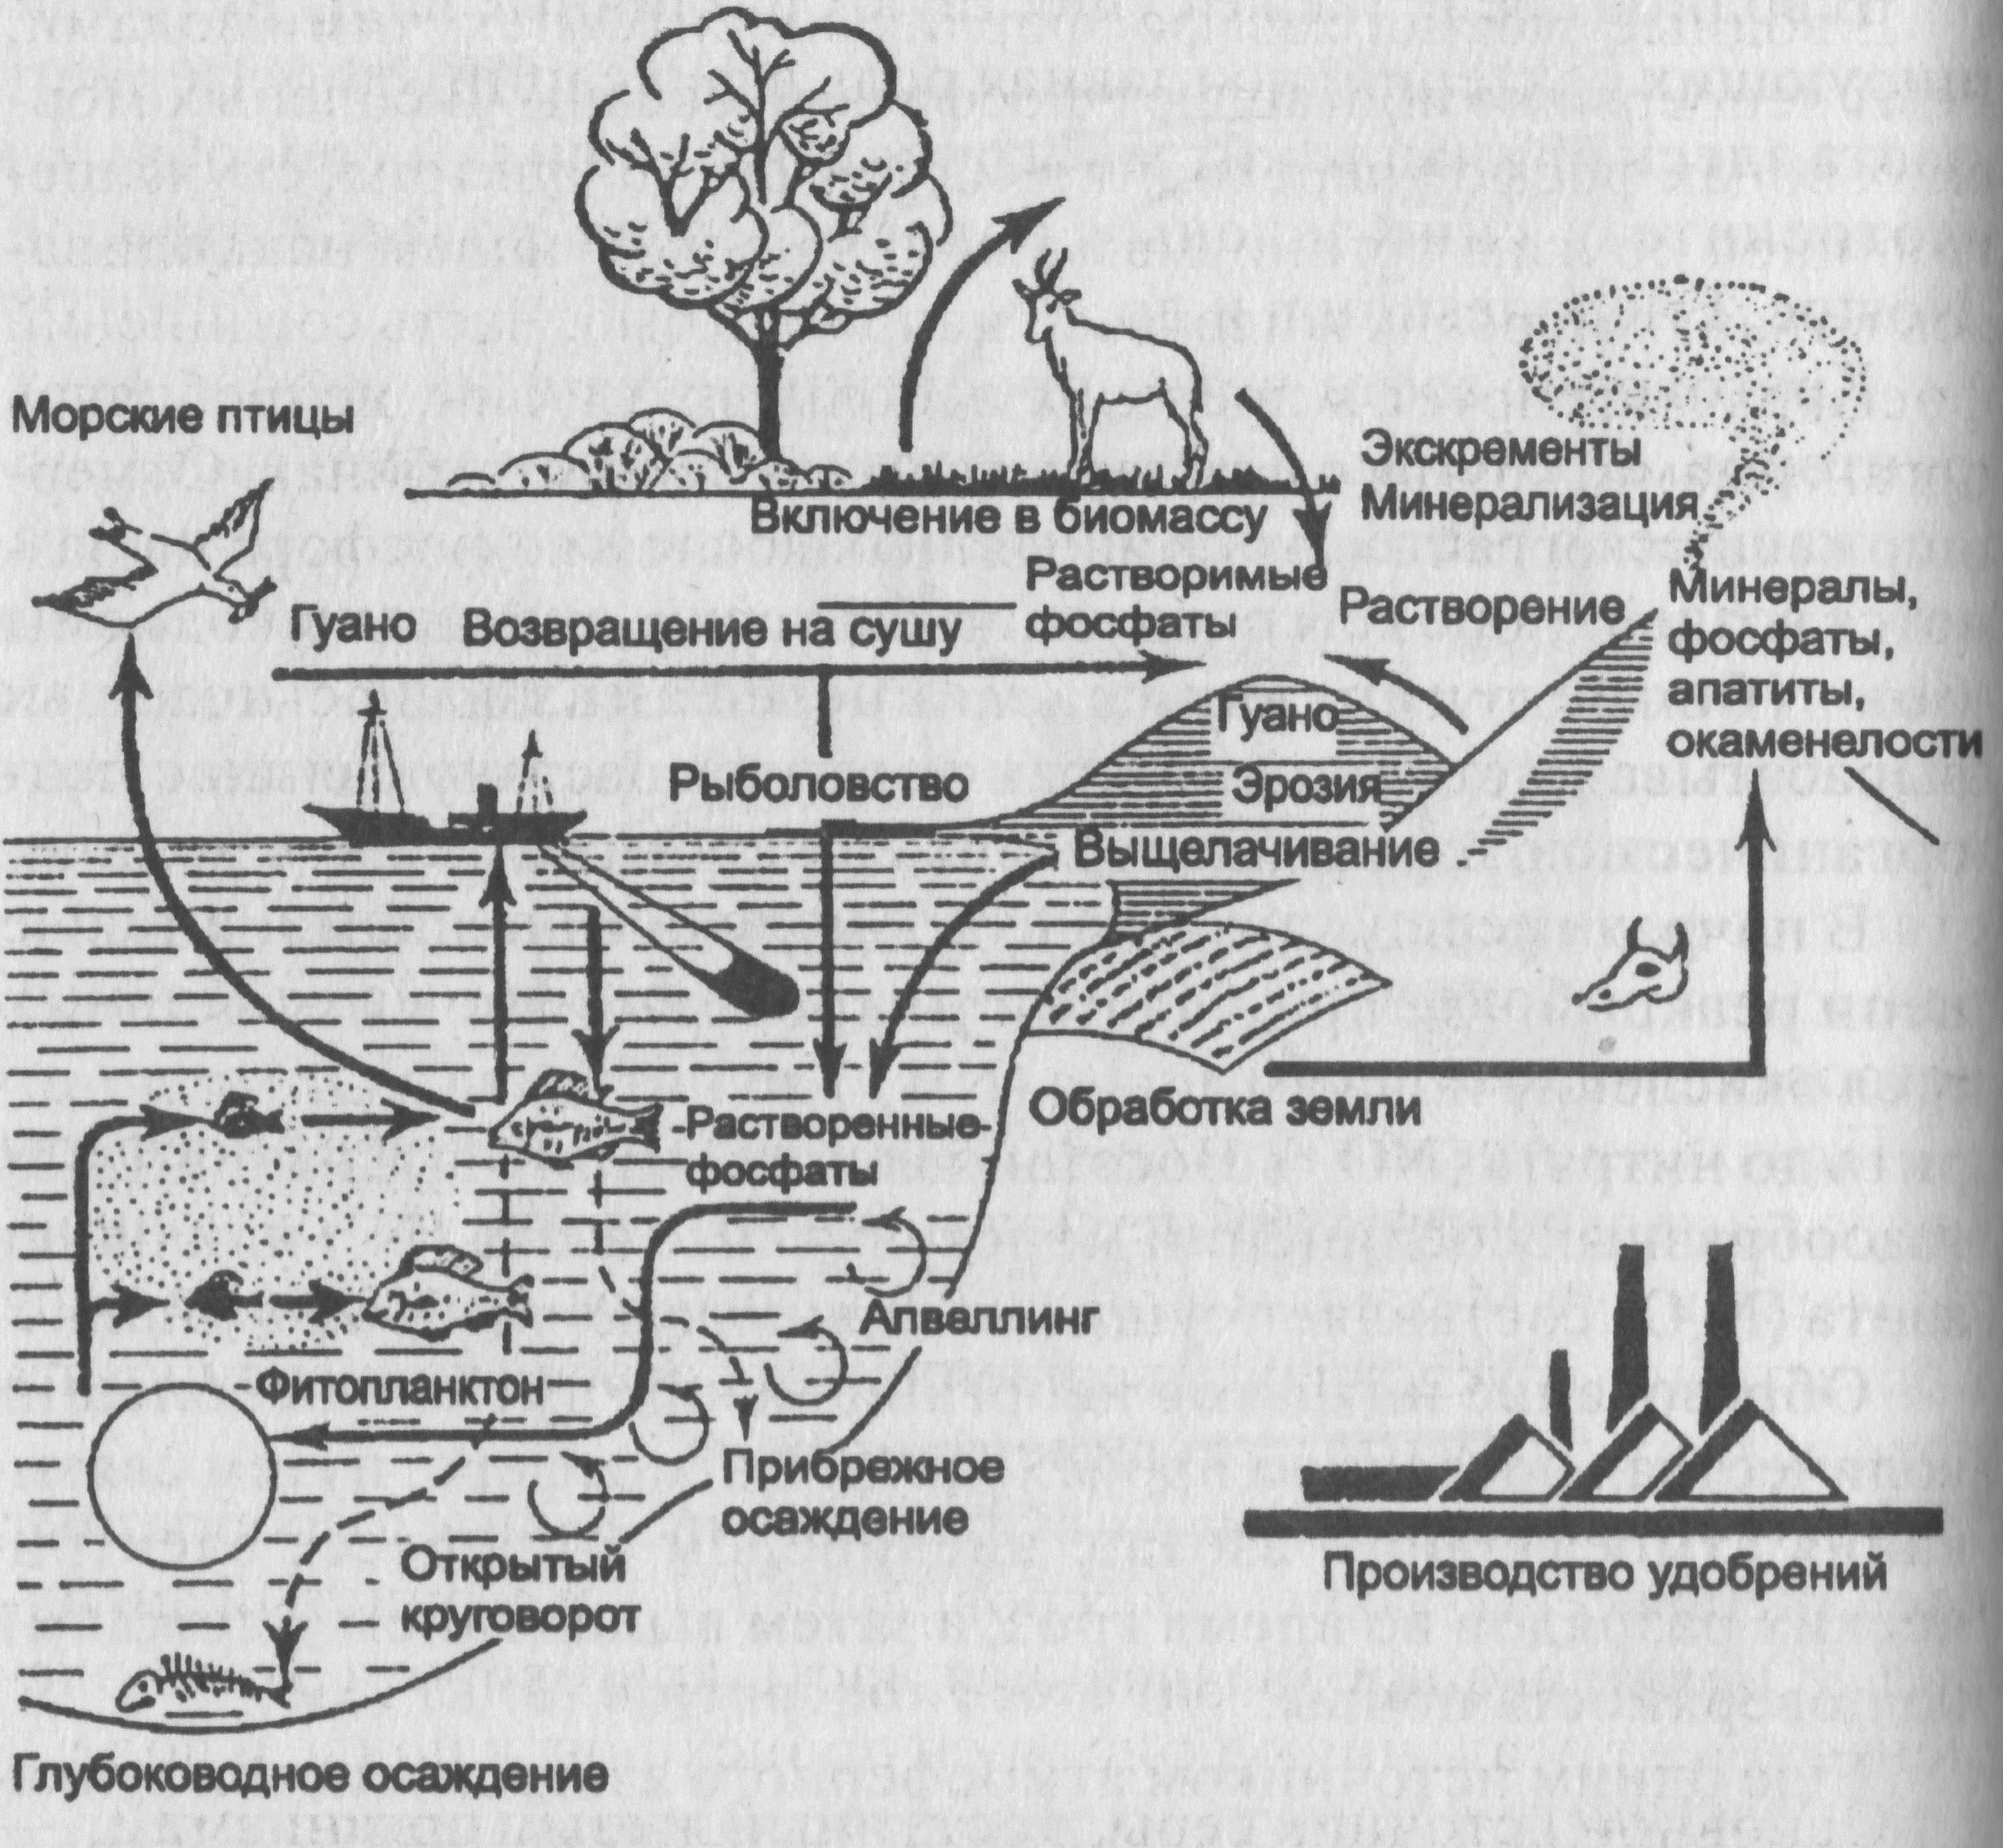 Морские птицы
Экскременты
Минерализация
Включение в биомассу
Растворимые
фосфаты
Растворение
Минералы,
фосфаты,
апатиты,
окаменелости
Гуано
Возвращение на сушу
Гуано
Рыболовство
Эрозия
Выщелачивание
Обработка земли
Растворенные
фосфаты
Апвеллинг
Фитопланктон
Прибрежное
осаждение
Открытый
круговорот
Производство удобрений
Глубоководное осаждение